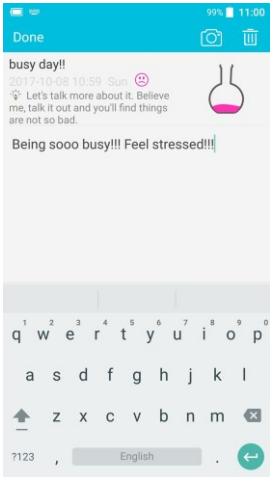 99% 11:00
Done
busy day!!
2017-10-08 10:59 Sun
Let's talk more about it. Believe
me, talk it out and you'll find things
are not so bad.
Being sooo busy!!! Feel stressed!!!
1 2 3 4 5 6 7 8 9 0
q w e r t y u i o p
a s d f g h j k l
z x c v b n m
?123 , English .